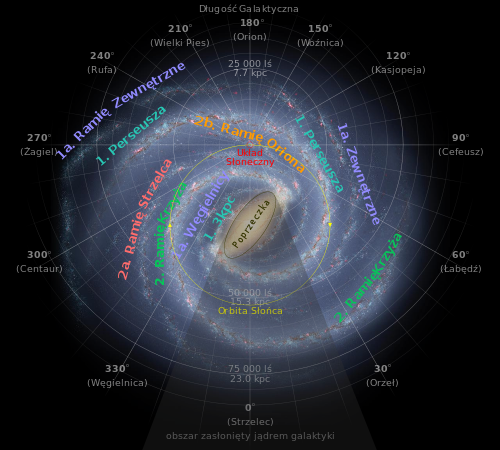 Długość Galaktyczna
180°
(Orion)
210°
(Wielki Pies)
150°
(Woźnica)
240°
(Rufa)
120°
(Kasjopeja)
25 000 lś
7.7 kpc
1a. Ramię Zewnętrzne
1. Perseusza
2b. Ramię Oriona
1. Perseusza
1a. Zewnętrzne
270°
(Żagiel)
90°
(Cefeusz)
Układ
Słoneczny
2a. Ramię Strzelca
2. Ramię Krzyża
Węgielnicy
1. 3kpc
Poprzeczka
2. Ramię Krzyża
300°
(Centaur)
60°
(Łabędź)
50 000 lś
15.3 kpc
Orbita Słońca
75 000 lś
23.0 kpc
330°
(Węgielnica)
30°
(Orzeł)
0°
(Strzelec)
obszar zasłonięty jądrem galaktyki